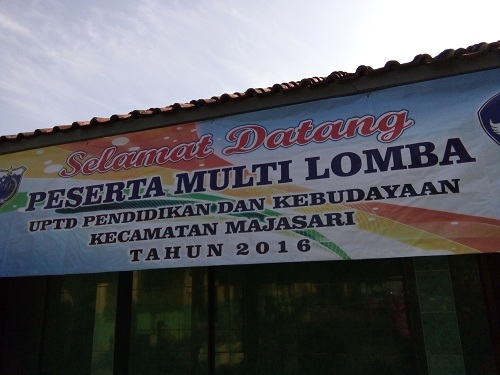 Selamat Datang
PESERTA MULTI LOMBA
UPTD PENDIDIKAN DAN KEBUDAYAAN
KECAMATAN MAJASARI
TAHUN 2016